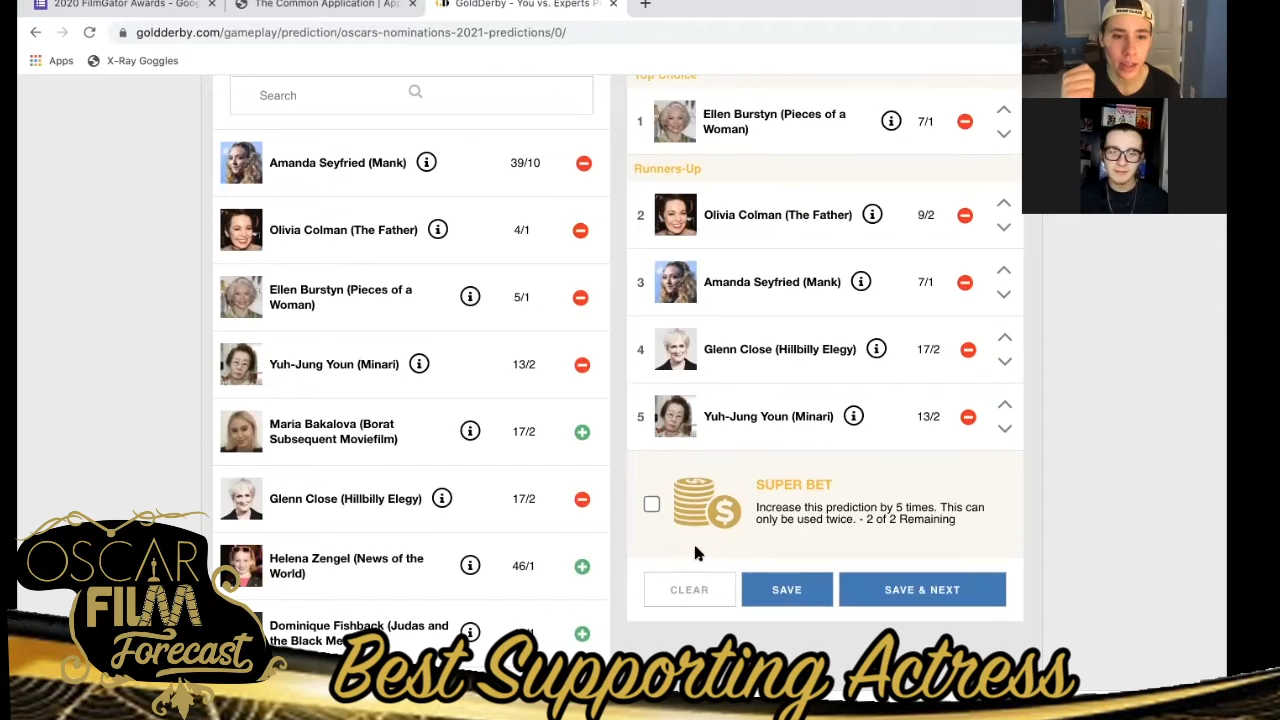 2020 FilmGator Awards - Goog
The Common Application | App
GoldDerby - You vs. Experts P
goldderby.com/gameplay/prediction/oscars-nominations-2021-predictions/0/
Apps
X-Ray Goggles
Search
Amanda Seyfried (Mank) 39/10
Olivia Colman (The Father) 4/1
Ellen Burstyn (Pieces of a
Woman) 5/1
Yuh-Jung Youn (Minari) 13/2
Maria Bakalova (Borat
Subsequent Moviefilm) 17/2
Glenn Close (Hillbilly Elegy) 17/2
Helena Zengel (News of the
World) 46/1
Dominique Fishback (Judas and
the Black
Top Choice
1 Ellen Burstyn (Pieces of a
Woman) 7/1
Runners-Up
2 Olivia Colman (The Father) 9/2
3 Amanda Seyfried (Mank) 7/1
4 Glenn Close (Hillbilly Elegy) 17/2
5 Yuh-Jung Youn (Minari) 13/2
SUPER BET
Increase this prediction by 5 times. This can
only be used twice. - 2 of 2 Remaining
CLEAR
SAVE
SAVE & NEXT
OSCAR
FILM
Forecast
Best Supporting Actress